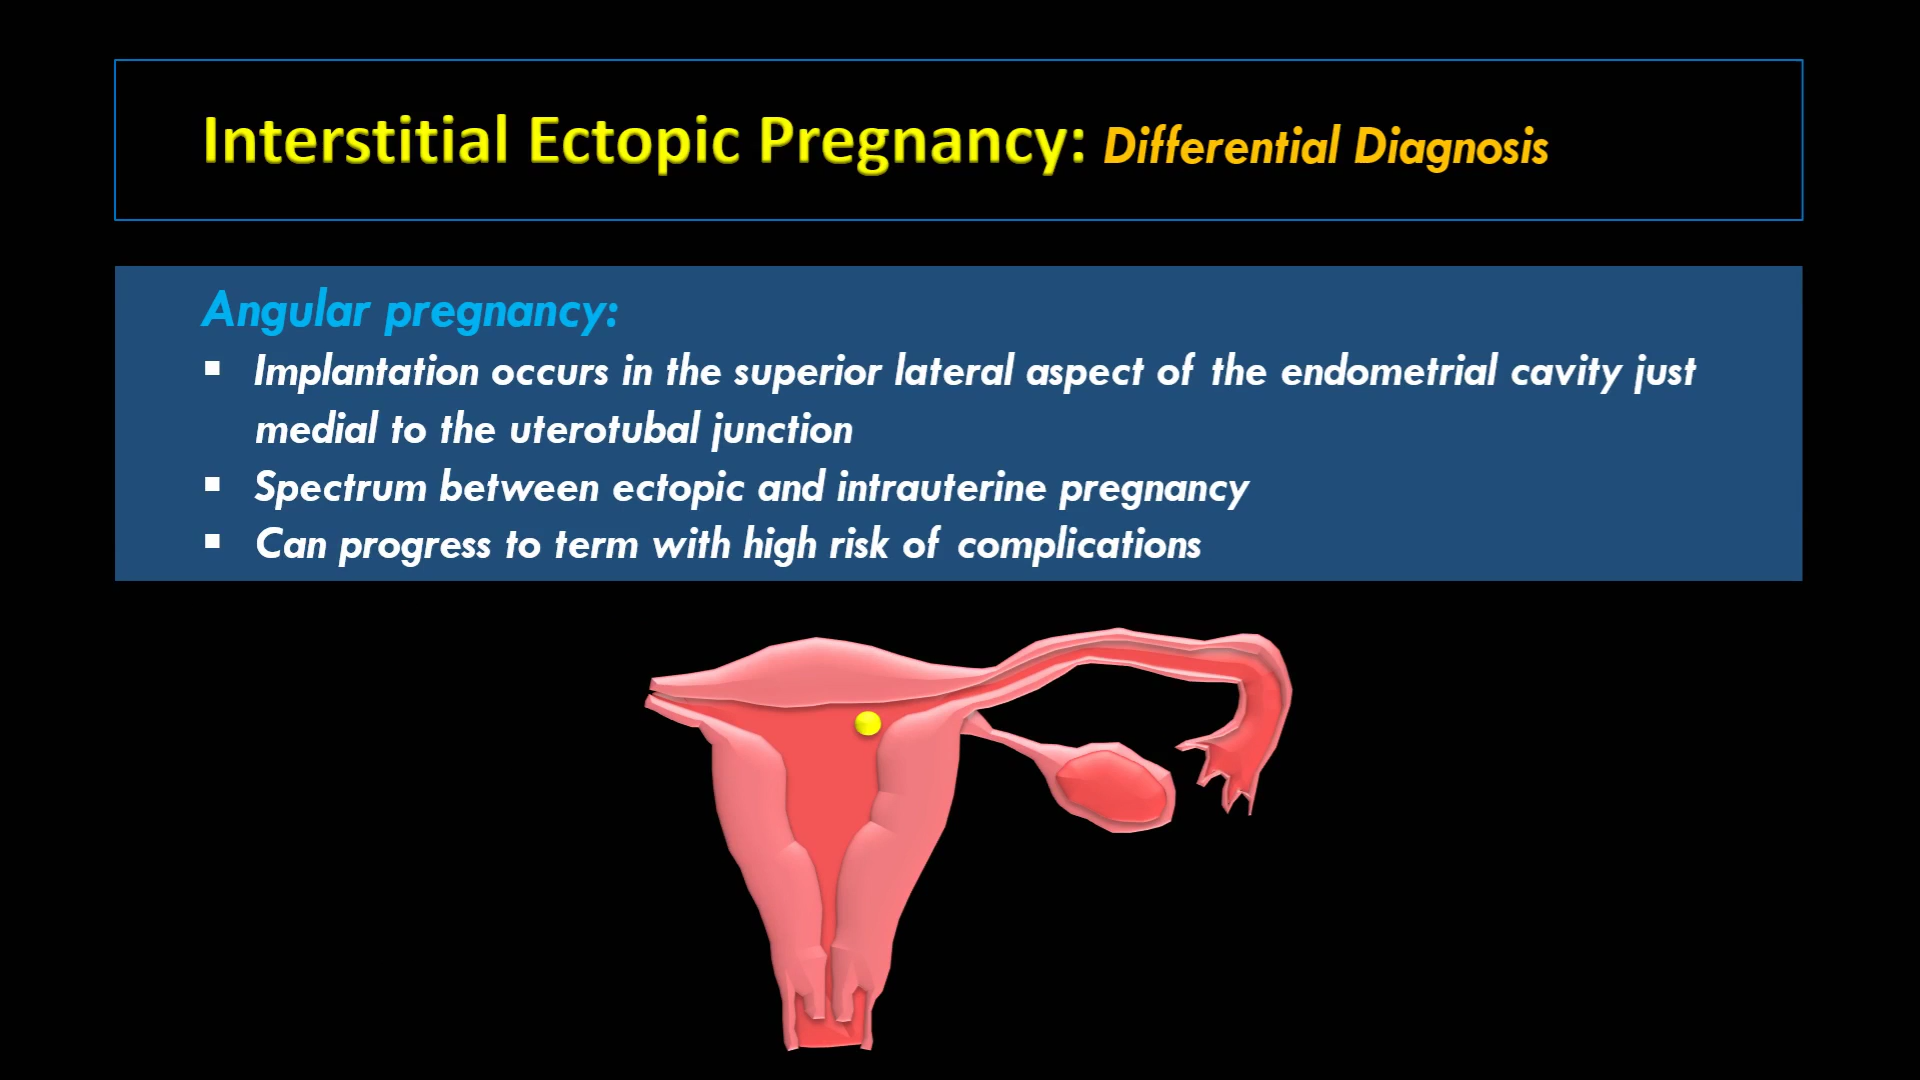 Interstitial Ectopic Pregnancy: Differential Diagnosis
Angular pregnancy:
▪ Implantation occurs in the superior lateral aspect of the endometrial cavity just
medial to the uterotubal junction
▪ Spectrum between ectopic and intrauterine pregnancy
▪ Can progress to term with high risk of complications